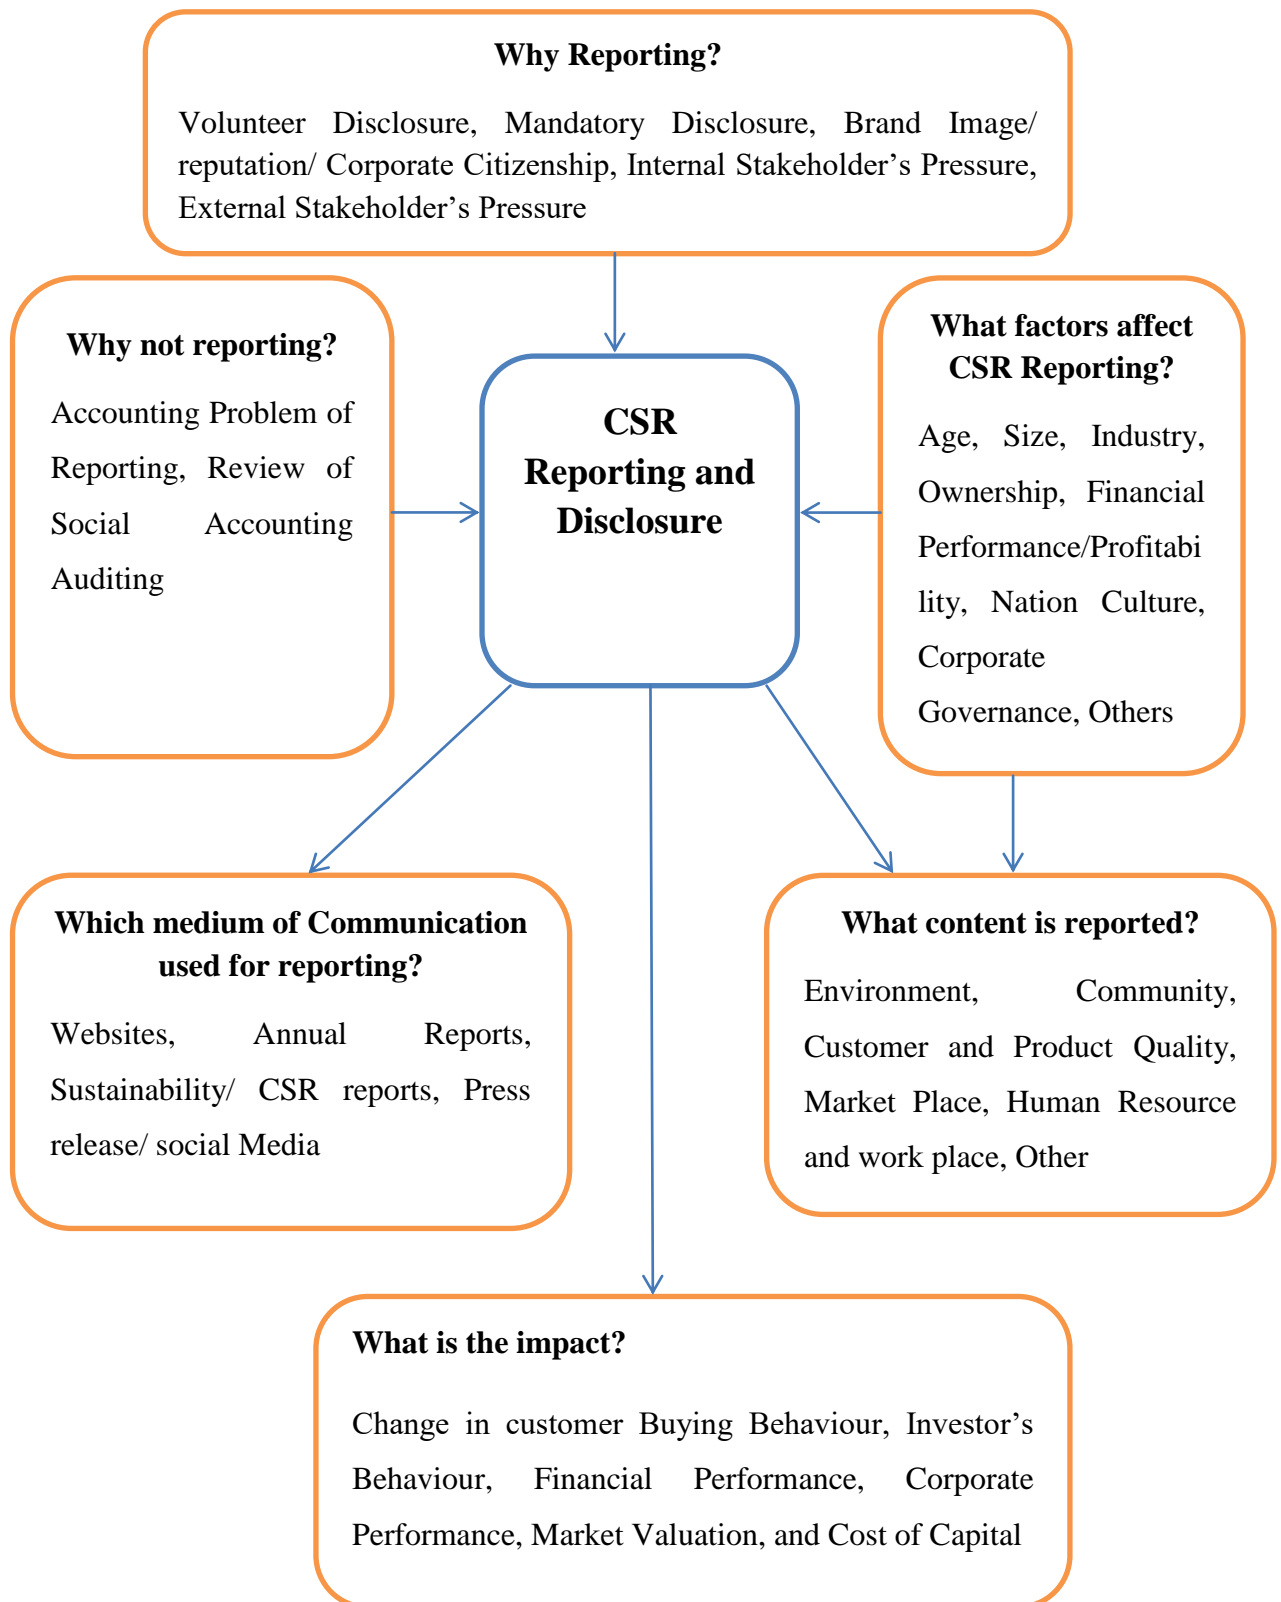 Why Reporting?
Volunteer Disclosure, Mandatory Disclosure, Brand Image/
reputation/ Corporate Citizenship, Internal Stakeholder’s Pressure,
External Stakeholder’s Pressure
Why not reporting?
Accounting Problem of
Reporting, Review of
Social Accounting
Auditing
CSR
Reporting and
Disclosure
What factors affect
CSR Reporting?
Age, Size, Industry,
Ownership, Financial
Performance/Profitabi
lity, Nation Culture,
Corporate
Governance, Others
Which medium of Communication
used for reporting?
Websites, Annual Reports,
Sustainability/ CSR reports, Press
release/ social Media
What content is reported?
Environment, Community,
Customer and Product Quality,
Market Place, Human Resource
and work place, Other
What is the impact?
Change in customer Buying Behaviour, Investor’s
Behaviour, Financial Performance, Corporate
Performance, Market Valuation, and Cost of Capital